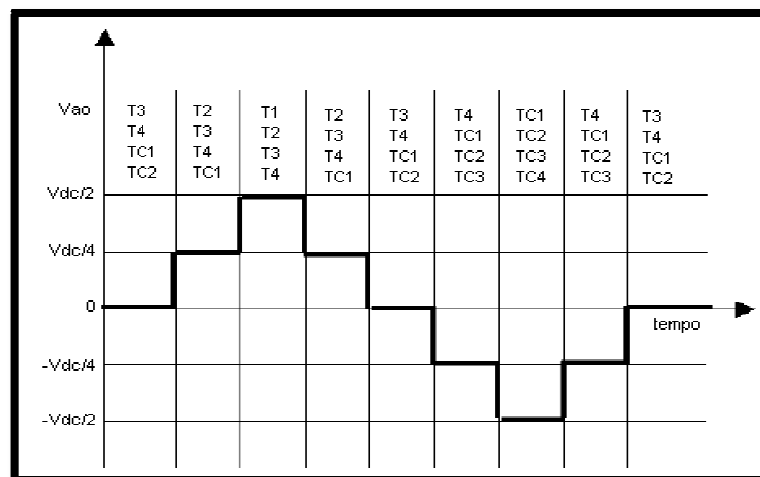 Vao
T3 T2 T1 T2 T3 T4 TC1 T4 T3
T4 T3 T2 T3 T4 TC1 TC2 TC1 T4
TC1 T4 T3 T4 TC1 TC2 TC3 TC2 TC1
TC2 TC1 T4 TC1 TC2 TC3 TC4 TC3 TC2
Vdc/2
Vdc/4
0
tempo
-Vdc/4
-Vdc/2